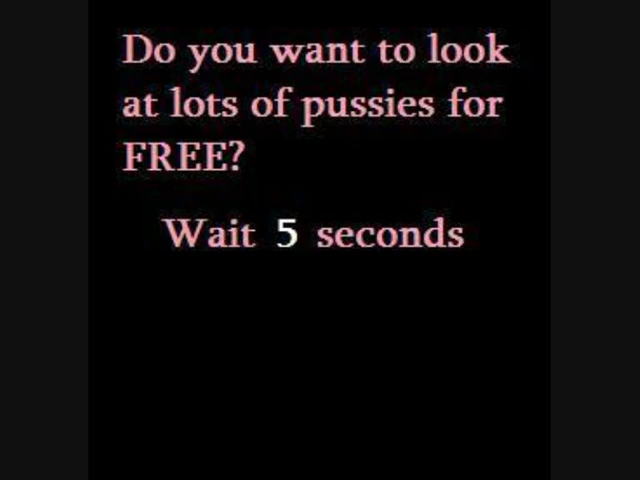 Do you want to look
at lots of pussies for
FREE?
Wait 5 seconds